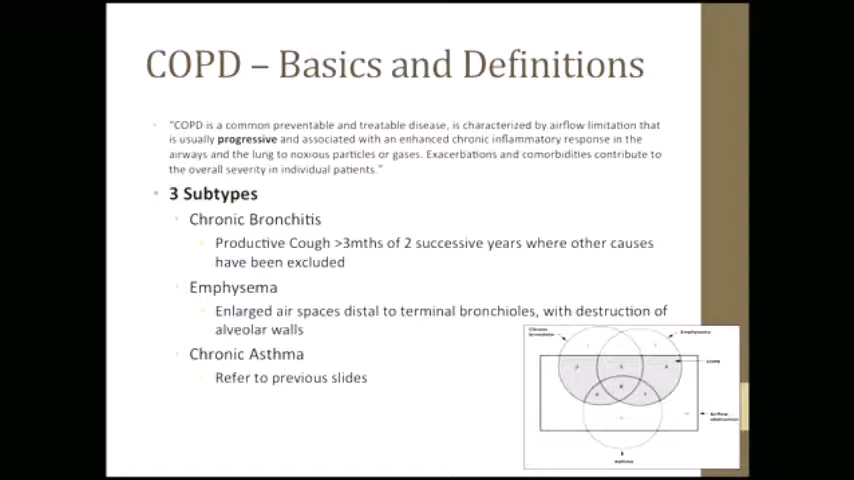 COPD – Basics and Definitions
"COPD is a common preventable and treatable disease, is characterized by airflow limitation that
is usually progressive and associated with an enhanced chronic inflammatory response in the
airways and the lung to noxious particles or gases. Exacerbations and comorbidities contribute to
the overall severity in individual patients."
3 Subtypes
Chronic Bronchitis
Productive Cough >3mths of 2 successive years where other causes
have been excluded
Emphysema
Enlarged air spaces distal to terminal bronchioles, with destruction of
alveolar walls
Chronic Asthma
Refer to previous slides
Chronic
Emphysema
COPD
Airflow
obstruction
Asthma